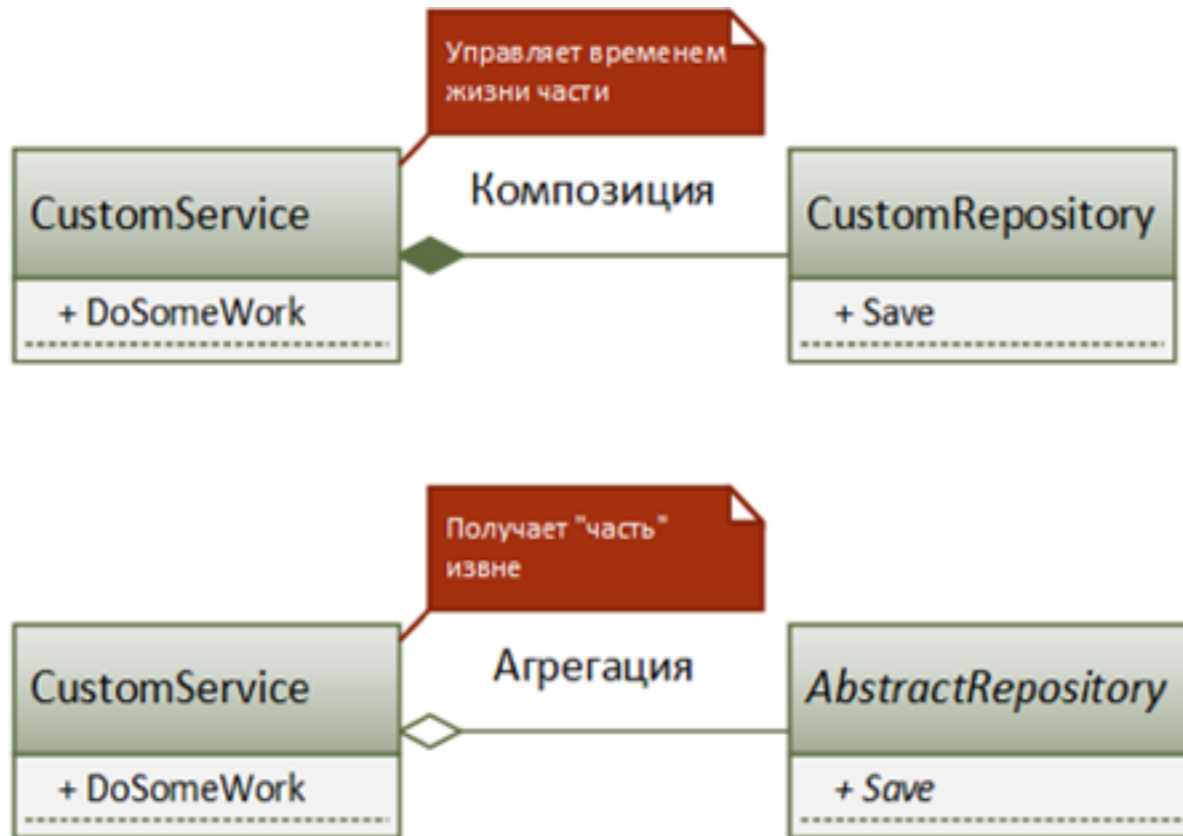 Управляет временем
жизни части
Композиция
CustomService
CustomRepository
+ DoSomeWork
+ Save
Получает "часть"
извне
Агрегация
CustomService
AbstractRepository
+ DoSomeWork
+ Save